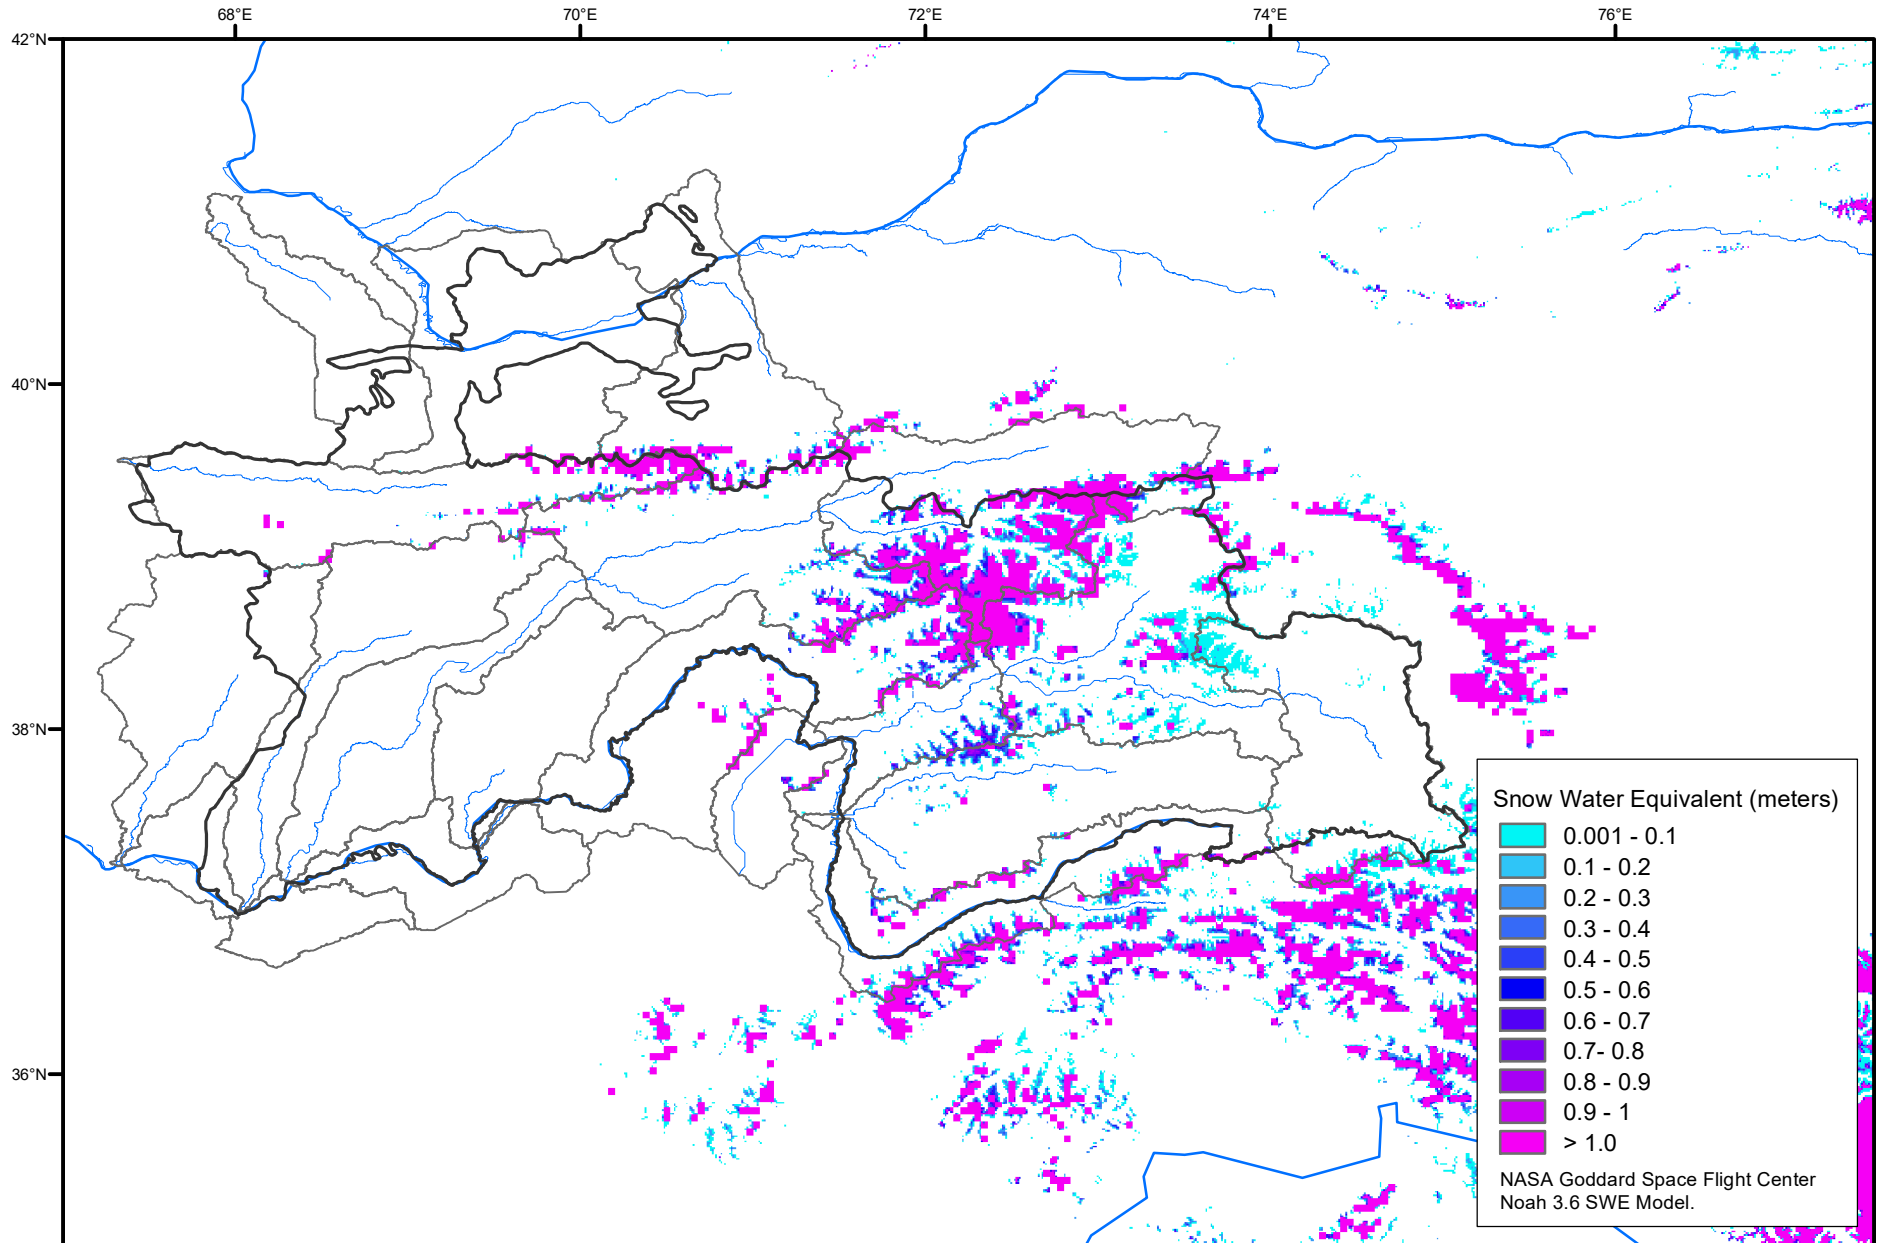 68°E 70°E 72°E 74°E 76°E
42°N
40°N
38°N
36°N
Snow Water Equivalent (meters)
0.001 - 0.1
0.1 - 0.2
0.2 - 0.3
0.3 - 0.4
0.4 - 0.5
0.5 - 0.6
0.6 - 0.7
0.7- 0.8
0.8 - 0.9
0.9 - 1
> 1.0
NASA Goddard Space Flight Center
Noah 3.6 SWE Model.